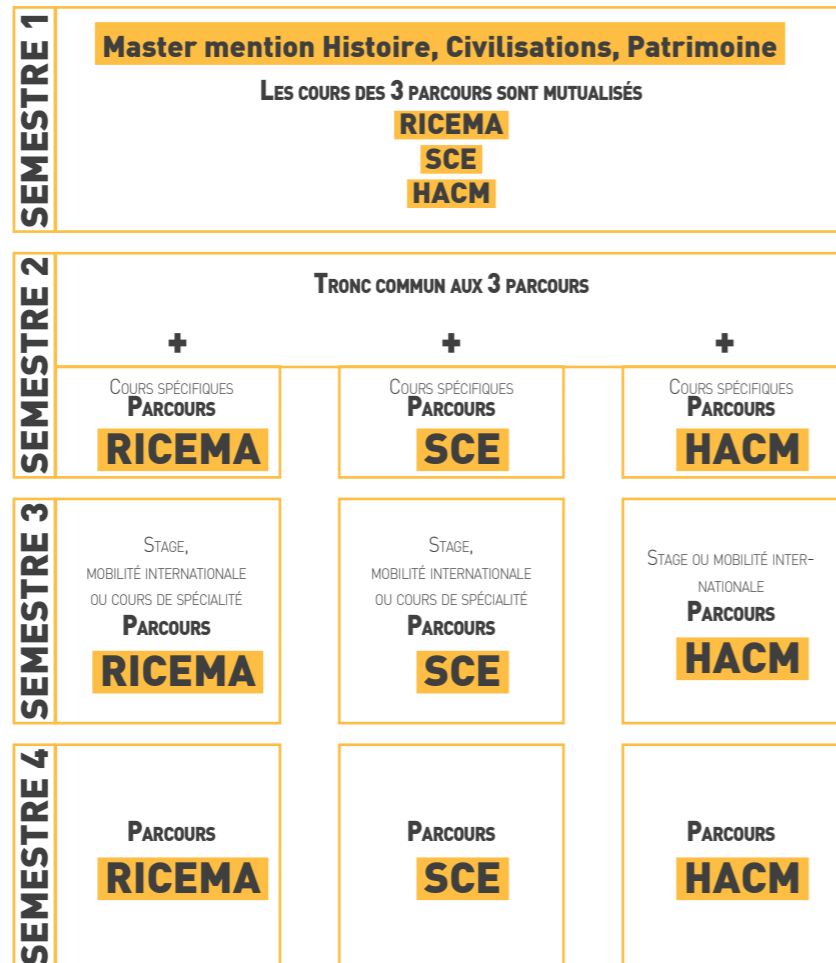 SEMESTRE 1
Master mention Histoire, Civilisations, Patrimoine
Les cours des 3 parcours sont mutualisés
RICEMA
SCE
HACM
SEMESTRE 2
Tronc commun aux 3 parcours
+ + +
Cours spécifiques
Parcours
RICEMA
Cours spécifiques
Parcours
SCE
Cours spécifiques
Parcours
HACM
SEMESTRE 3
Stage,
mobilité internationale
ou cours de spécialité
Parcours
RICEMA
Stage,
mobilité internationale
ou cours de spécialité
Parcours
SCE
Stage ou mobilité inter-
nationale
Parcours
HACM
SEMESTRE 4
Parcours
RICEMA
Parcours
SCE
Parcours
HACM